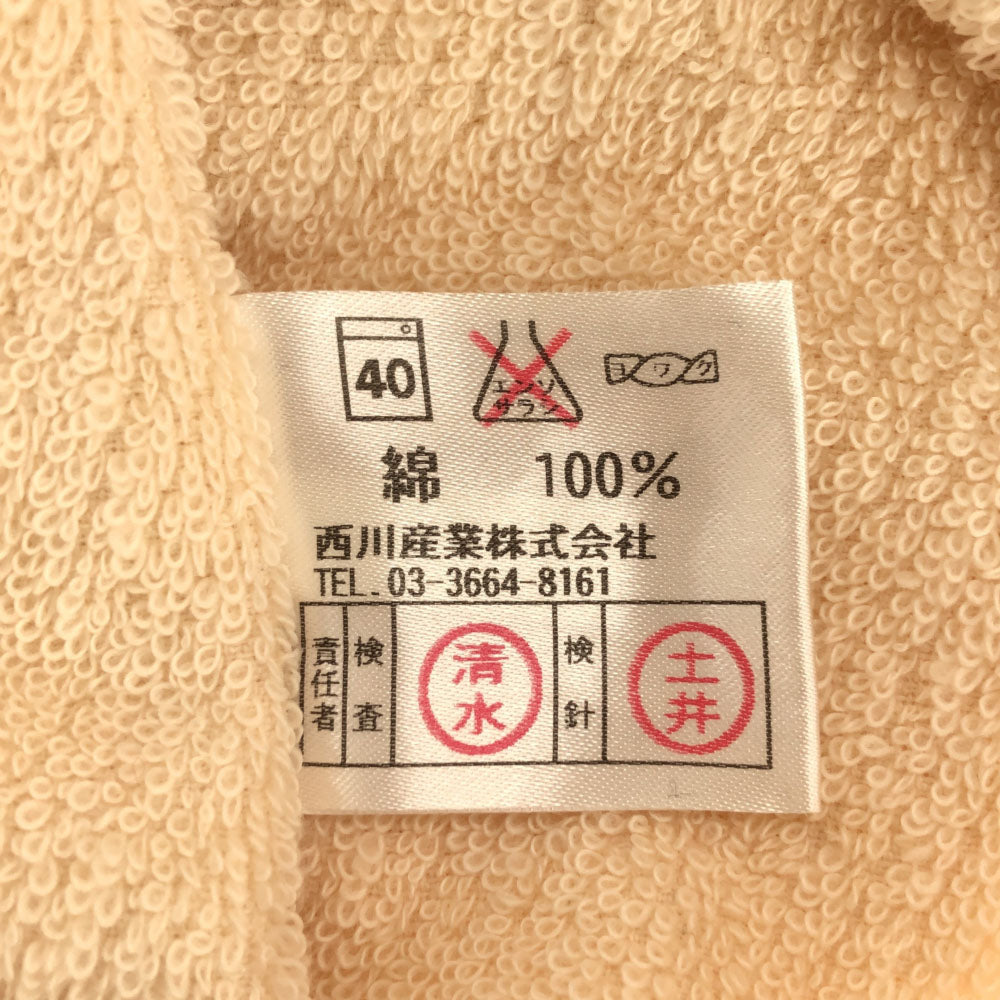 40
エンソ
サラシ
ヨワク
綿 100%
西川産業株式会社
TEL. 03-3664-8161
責任者
検査
清水
検針
土井